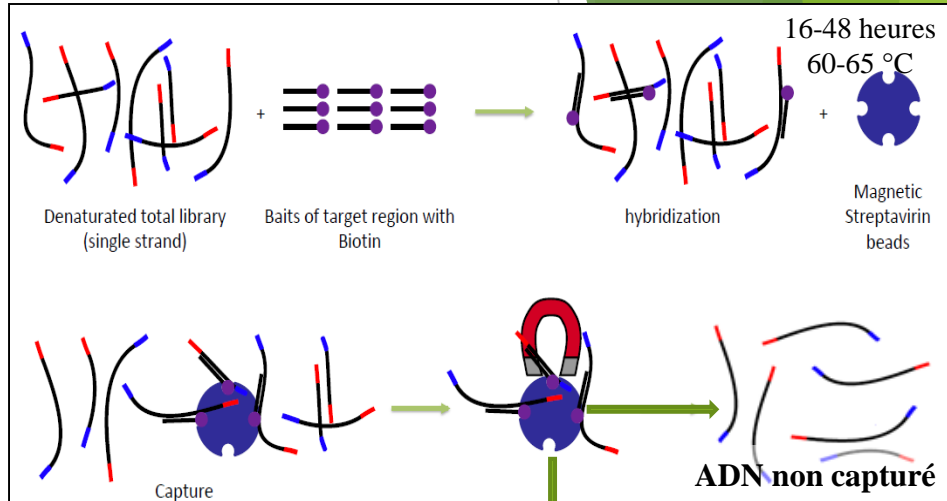 16-48 heures
60-65 °C
+
+
Denaturated total library
(single strand)
Baits of target region with
Biotin
hybridization
Magnetic
Streptavirin
beads
Capture
ADN non capturé